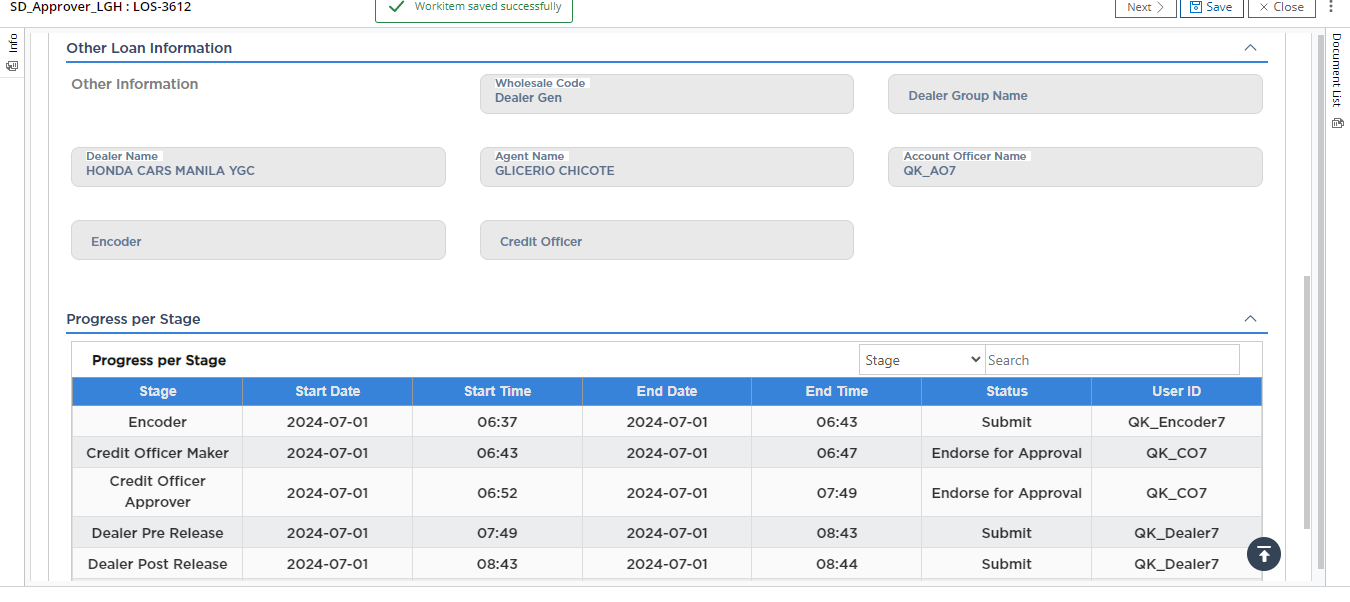 SD_Approver_LGH : LOS-3612
Workitem saved successfully
Next
Save
Close
Info
Document List
Other Loan Information
Other Information
Wholesale Code
Dealer Gen
Dealer Group Name
Dealer Name
HONDA CARS MANILA YGC
Agent Name
GLICERIO CHICOTE
Account Officer Name
QK_AO7
Encoder
Credit Officer
Progress per Stage
Progress per Stage
Stage
Search
Stage Start Date Start Time End Date End Time Status User ID
Encoder 2024-07-01 06:37 2024-07-01 06:43 Submit QK_Encoder7
Credit Officer Maker 2024-07-01 06:43 2024-07-01 06:47 Endorse for Approval QK_CO7
Credit Officer
Approver 2024-07-01 06:52 2024-07-01 07:49 Endorse for Approval QK_CO7
Dealer Pre Release 2024-07-01 07:49 2024-07-01 08:43 Submit QK_Dealer7
Dealer Post Release 2024-07-01 08:43 2024-07-01 08:44 Submit QK_Dealer7